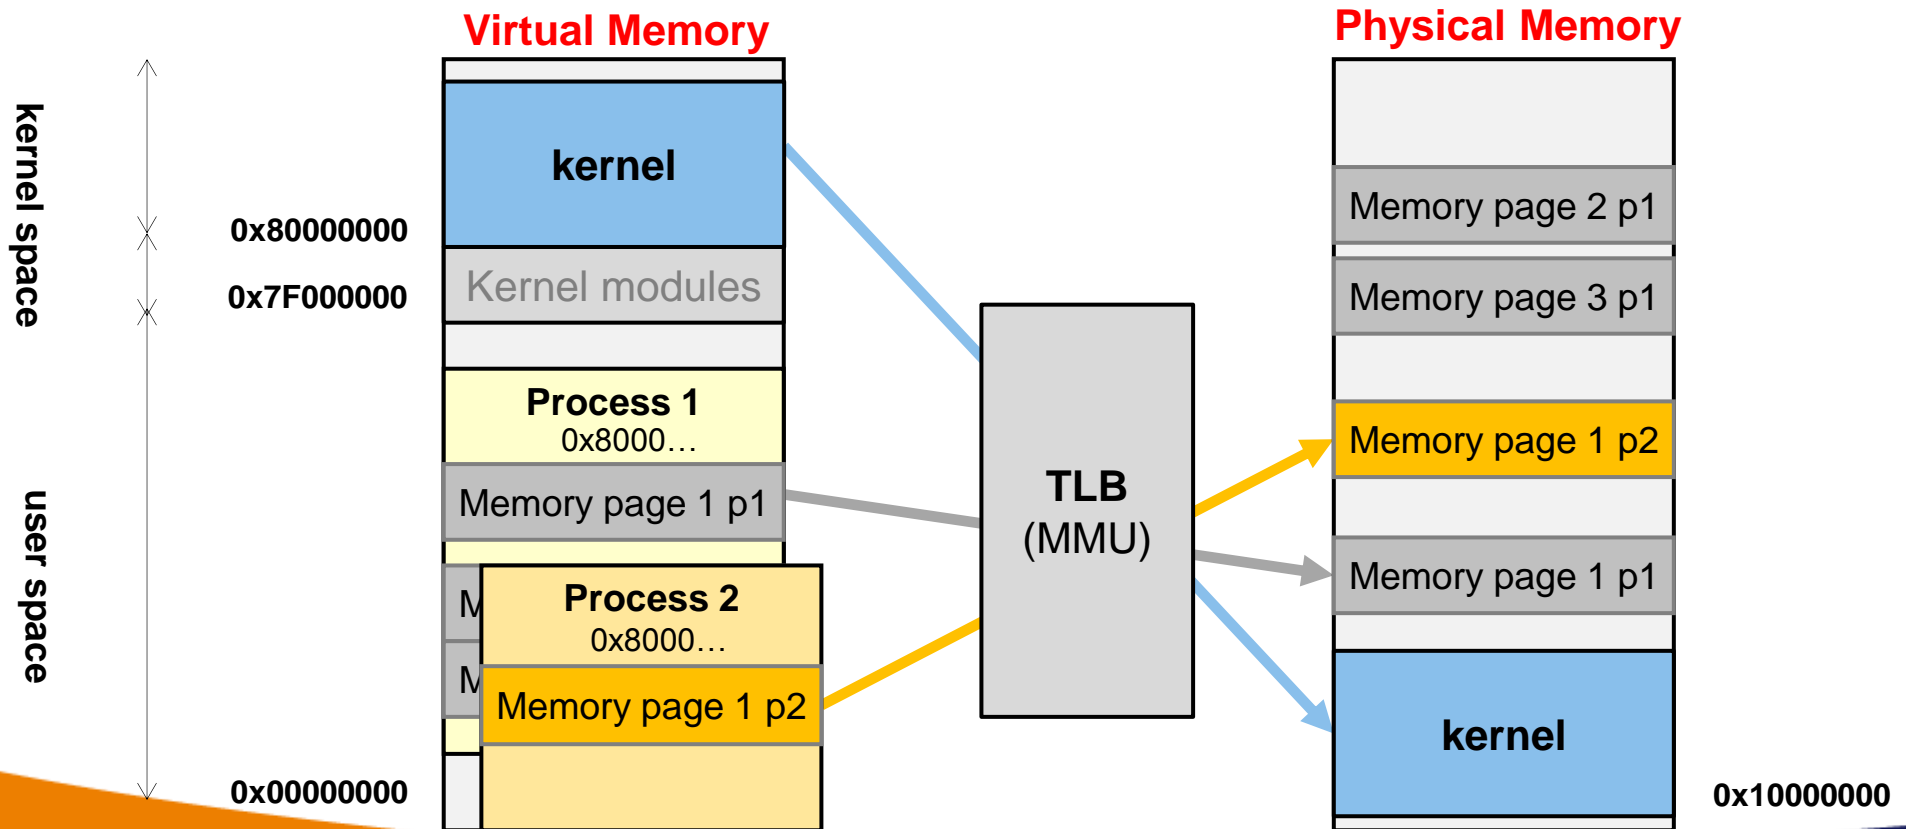 Virtual Memory
Physical Memory
kernel space
user space
0x80000000
0x7F000000
0x00000000
kernel
Kernel modules
Process 1
0x8000…
Memory page 1 p1
M
M
Process 2
0x8000…
Memory page 1 p2
TLB
(MMU)
Memory page 2 p1
Memory page 3 p1
Memory page 1 p2
Memory page 1 p1
kernel
0x10000000